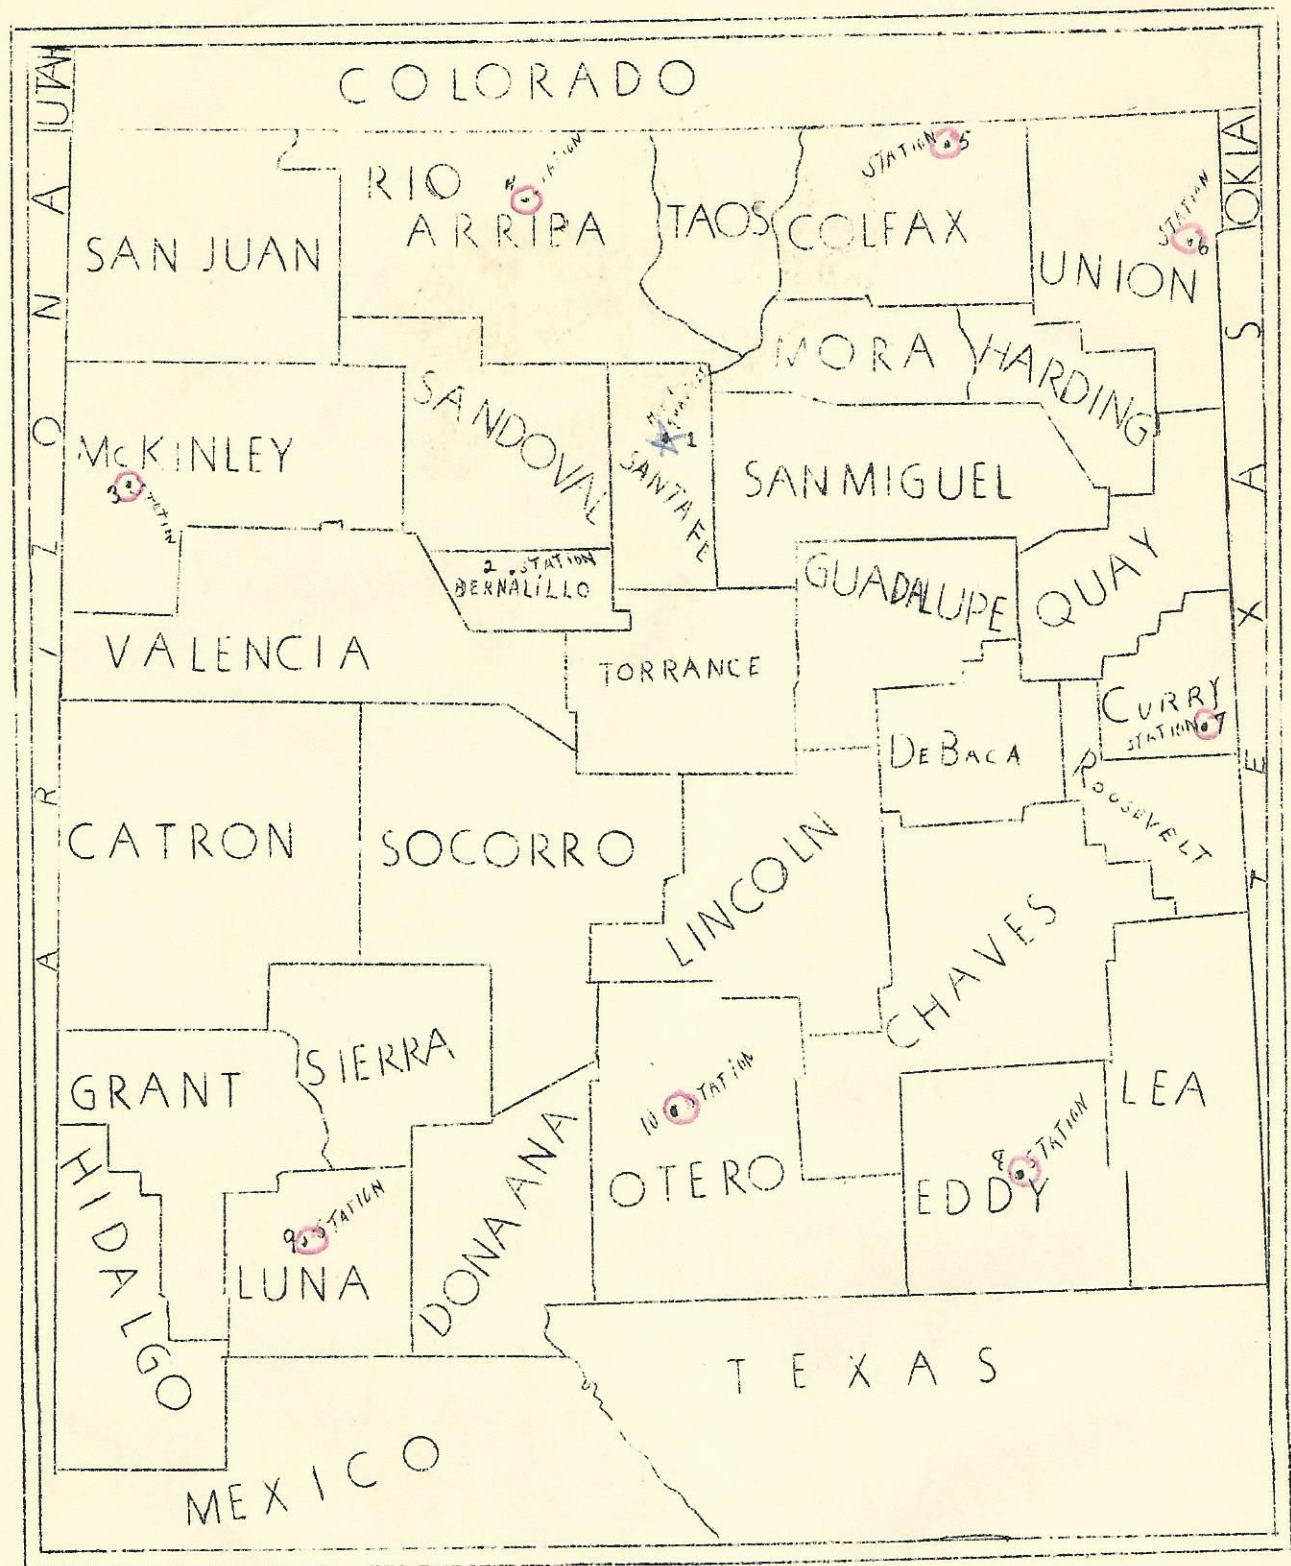 COLORADO
UTAH
OKLA
ARIZONA
TEXAS
RIO
ARRIBA
4 STATION
TAOS
COLFAX
STATION 5
UNION
STATION
6
SAN JUAN
MORA
HARDING
SANDOVAL
McKINLEY
3 STATION
1
SANTA FE
SAN MIGUEL
2 STATION
BERNALILLO
GUADALUPE
QUAY
VALENCIA
TORRANCE
CURRY
STATION 7
DE BACA
ROOSEVELT
CATRON
SOCORRO
LINCOLN
CHAVES
SIERRA
GRANT
10 STATION
LEA
HIDALGO
DONA ANA
OTERO
8 STATION
EDDY
9 STATION
LUNA
TEXAS
MEXICO